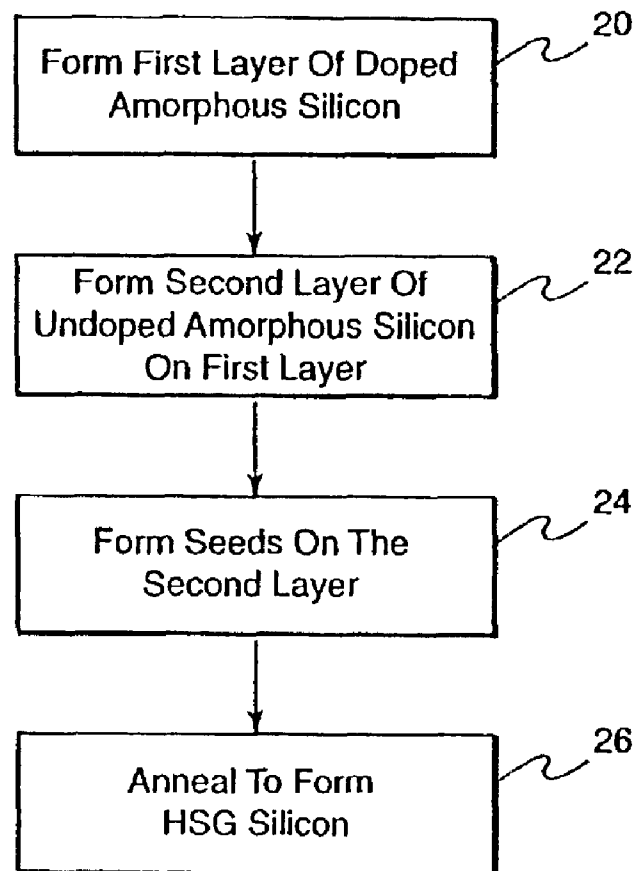 20
Form First Layer Of Doped
Amorphous Silicon
22
Form Second Layer Of
Undoped Amorphous Silicon
On First Layer
24
Form Seeds On The
Second Layer
26
Anneal To Form
HSG Silicon